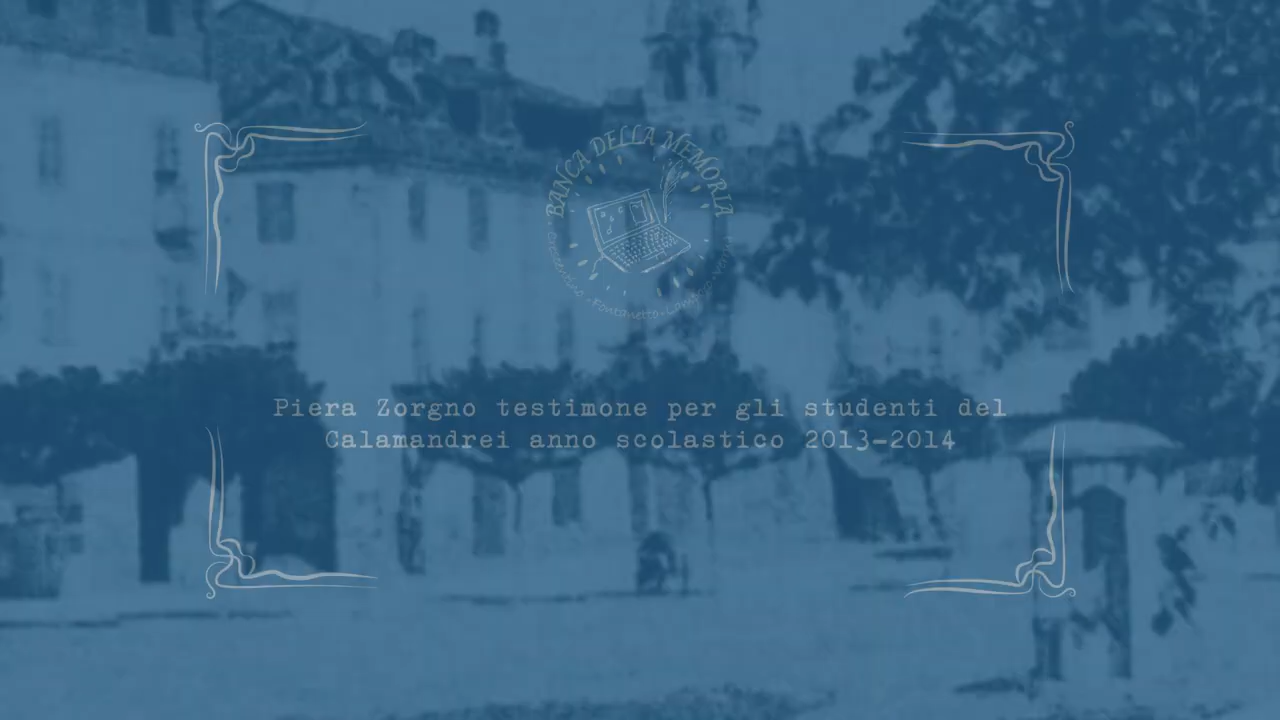 BANCA DELLA MEMORIA
Piera Zorgno testimone per gli studenti del
Calamandrei anno scolastico 2013-2014